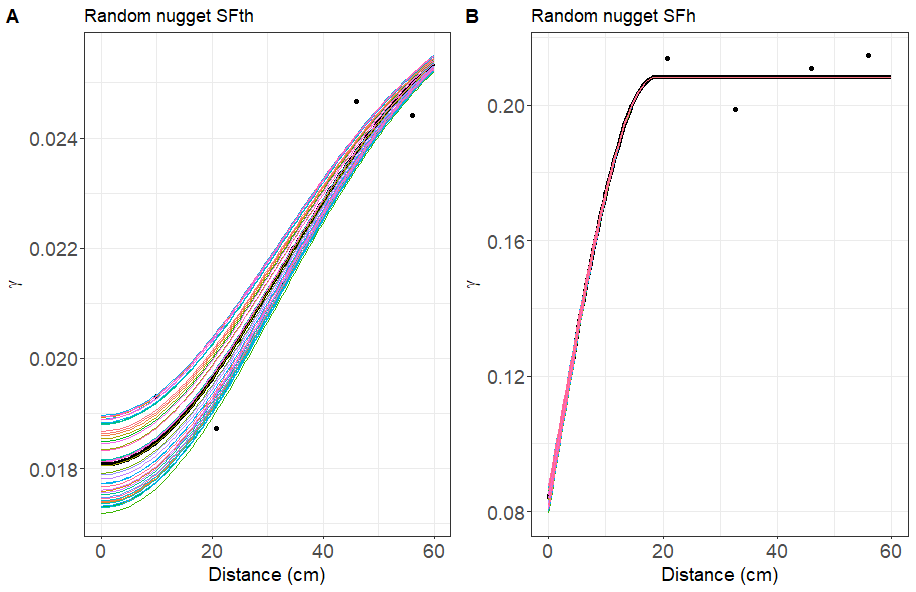 A Random nugget SFth
γ
0.024
0.022
0.020
0.018
0 20 40 60
Distance (cm)
B Random nugget SFh
γ
0.20
0.16
0.12
0.08
0 20 40 60
Distance (cm)